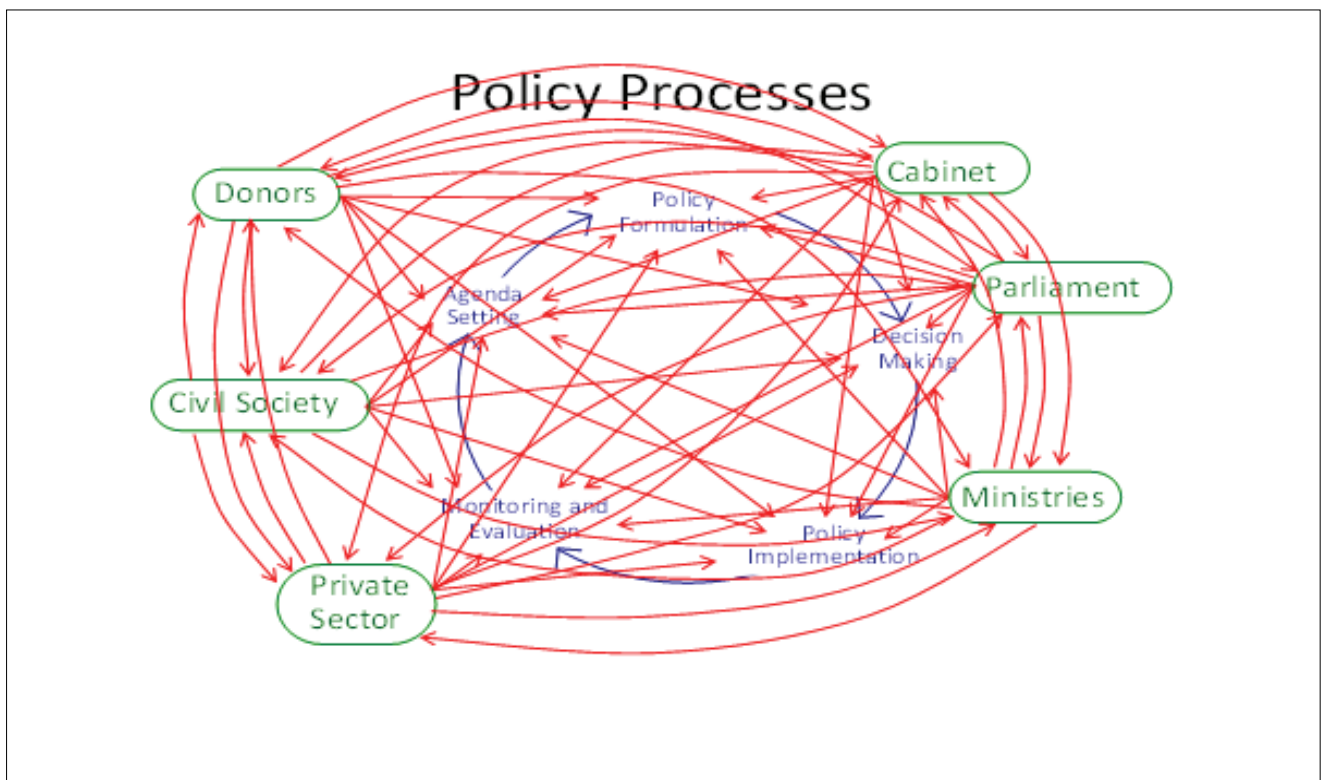 Policy Processes
Cabinet
Donors
Policy
Formulation
Parliament
Agenda
Setting
Decision
Making
Civil Society
Ministries
Monitoring and
Evaluation
Policy
Implementation
Private
Sector